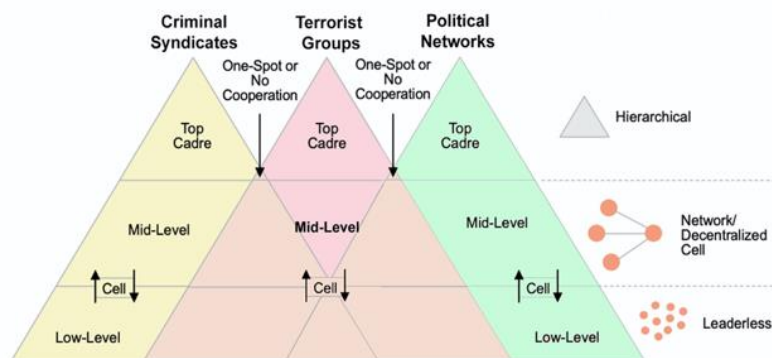 Criminal
Syndicates
Terrorist
Groups
Political
Networks
One-Spot or
No
Cooperation
One-Spot or
No
Cooperation
Top
Cadre
Top
Cadre
Top
Cadre
Hierarchical
Mid-Level
Mid-Level
Mid-Level
Network/
Decentralized
Cell
Cell
Cell
Cell
Low-Level
Low-Level
Leaderless